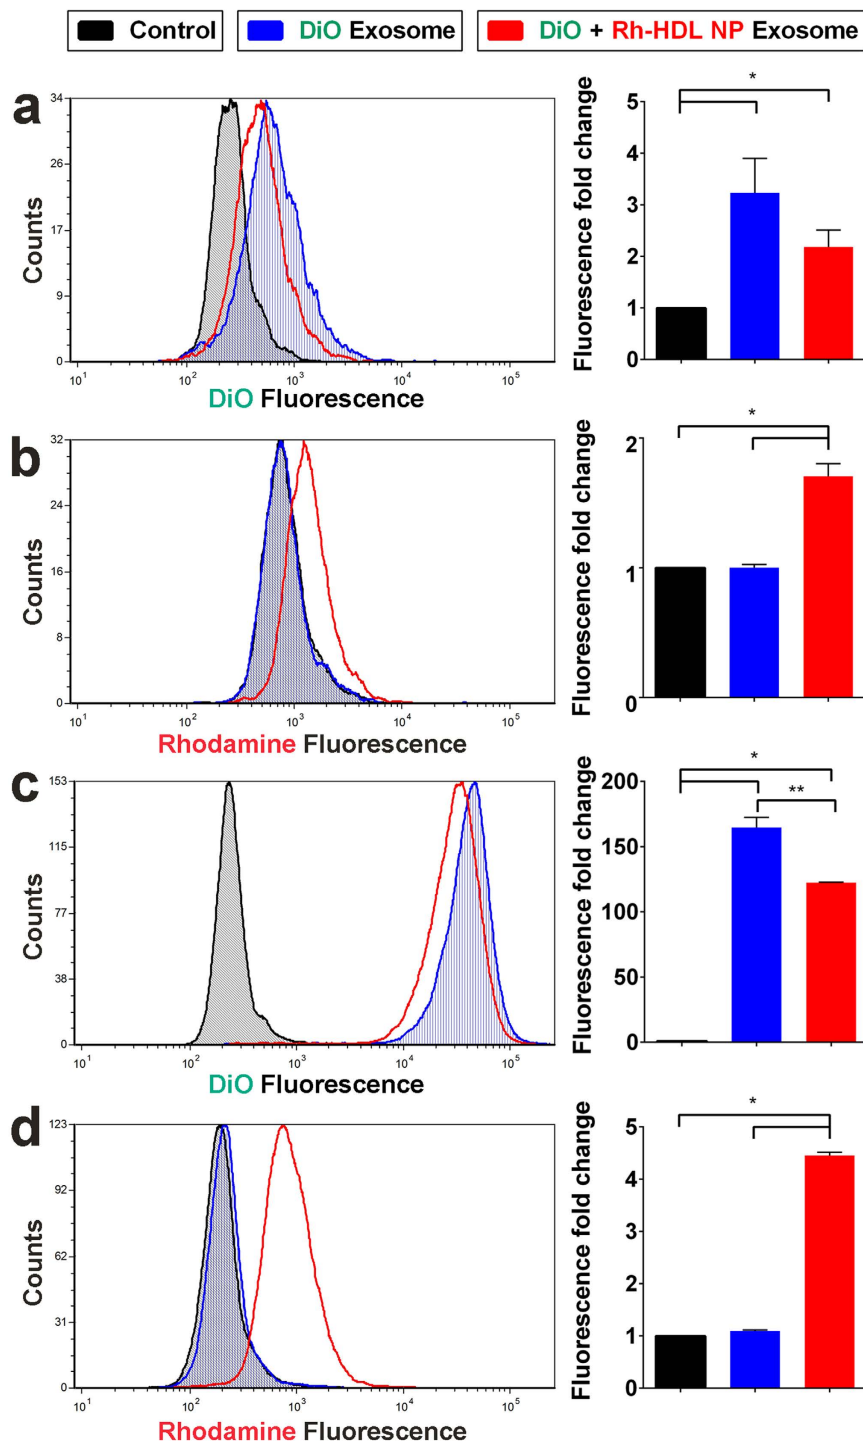 Control DiO Exosome DiO + Rh-HDL NP Exosome
a
34
26
17
9
0
Counts
10¹ 10² 10³ 10⁴ 10⁵
DiO Fluorescence
Fluorescence fold change
5
4
3
2
1
0
*
b
32
24
16
8
0
Counts
10¹ 10² 10³ 10⁴ 10⁵
Rhodamine Fluorescence
Fluorescence fold change
2
1
0
*
c
153
115
77
38
0
Counts
10¹ 10² 10³ 10⁴ 10⁵
DiO Fluorescence
Fluorescence fold change
200
150
100
50
0
*
**
d
123
92
62
31
0
Counts
10¹ 10² 10³ 10⁴ 10⁵
Rhodamine Fluorescence
Fluorescence fold change
5
4
3
2
1
0
*